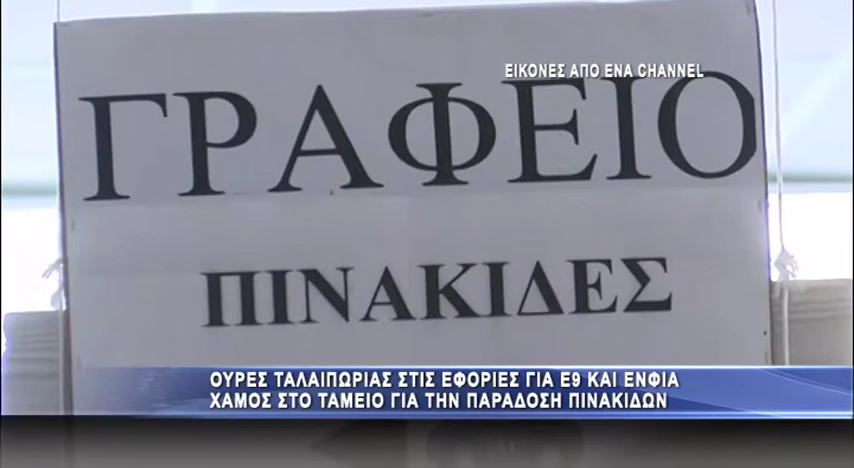 ΕΙΚΟΝΕΣ ΑΠΟ ΕΝΑ CHANNEL
ΓΡΑΦΕΙΟ
ΠΙΝΑΚΙΔΕΣ
ΟΥΡΕΣ ΤΑΛΑΙΠΩΡΙΑΣ ΣΤΙΣ ΕΦΟΡΙΕΣ ΓΙΑ Ε9 ΚΑΙ ΕΝΦΙΑ
ΧΑΜΟΣ ΣΤΟ ΤΑΜΕΙΟ ΓΙΑ ΤΗΝ ΠΑΡΑΔΟΣΗ ΠΙΝΑΚΙΔΩΝ